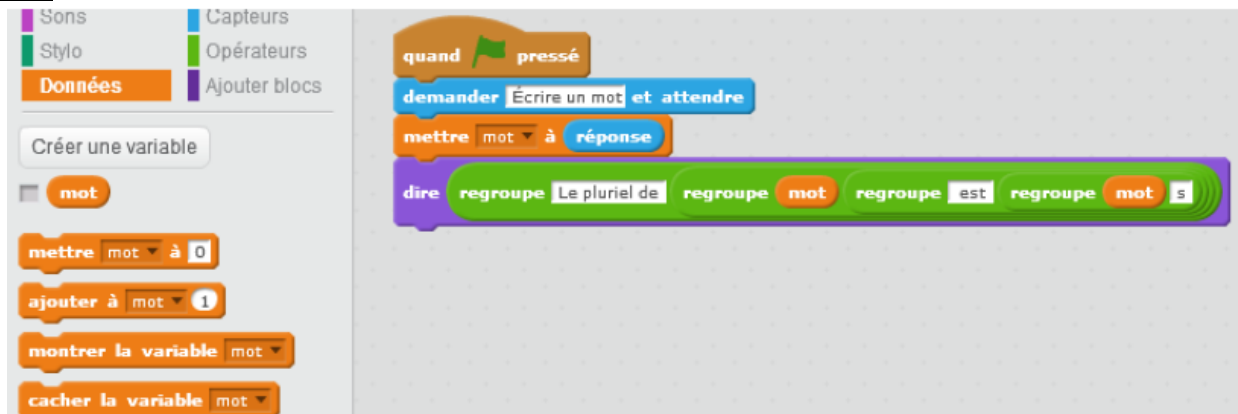 Sons Capteurs
Stylo Opérateurs
Données Ajouter blocs
Créer une variable
mot
mettre mot à 0
ajouter à mot 1
montrer la variable mot
cacher la variable mot
quand pressé
demander Écrire un mot et attendre
mettre mot à réponse
dire regroupe Le pluriel de regroupe mot regroupe est regroupe mot s